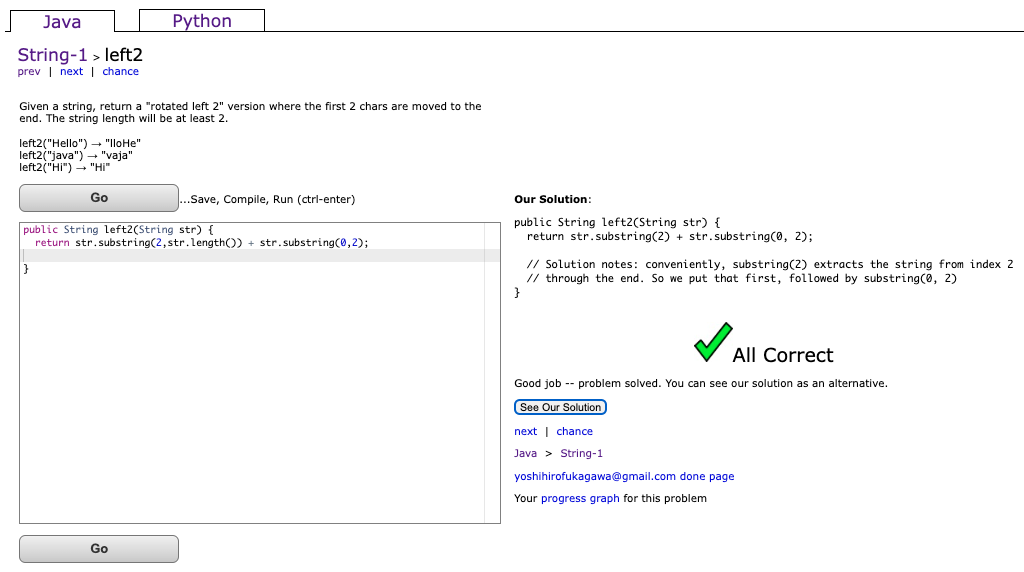 Java
Python
String-1 > left2
prev | next | chance
Given a string, return a "rotated left 2" version where the first 2 chars are moved to the
end. The string length will be at least 2.
left2("Hello") → "lloHe"
left2("java") → "vaja"
left2("Hi") → "Hi"
Go
...Save, Compile, Run (ctrl-enter)
public String left2(String str) {
  return str.substring(2,str.length()) + str.substring(0,2);
}
Go
Our Solution:
public String left2(String str) {
  return str.substring(2) + str.substring(0, 2);
  // Solution notes: conveniently, substring(2) extracts the string from index 2
  // through the end. So we put that first, followed by substring(0, 2)
}
All Correct
Good job -- problem solved. You can see our solution as an alternative.
See Our Solution
next | chance
Java > String-1
yoshihirofukagawa@gmail.com done page
Your progress graph for this problem